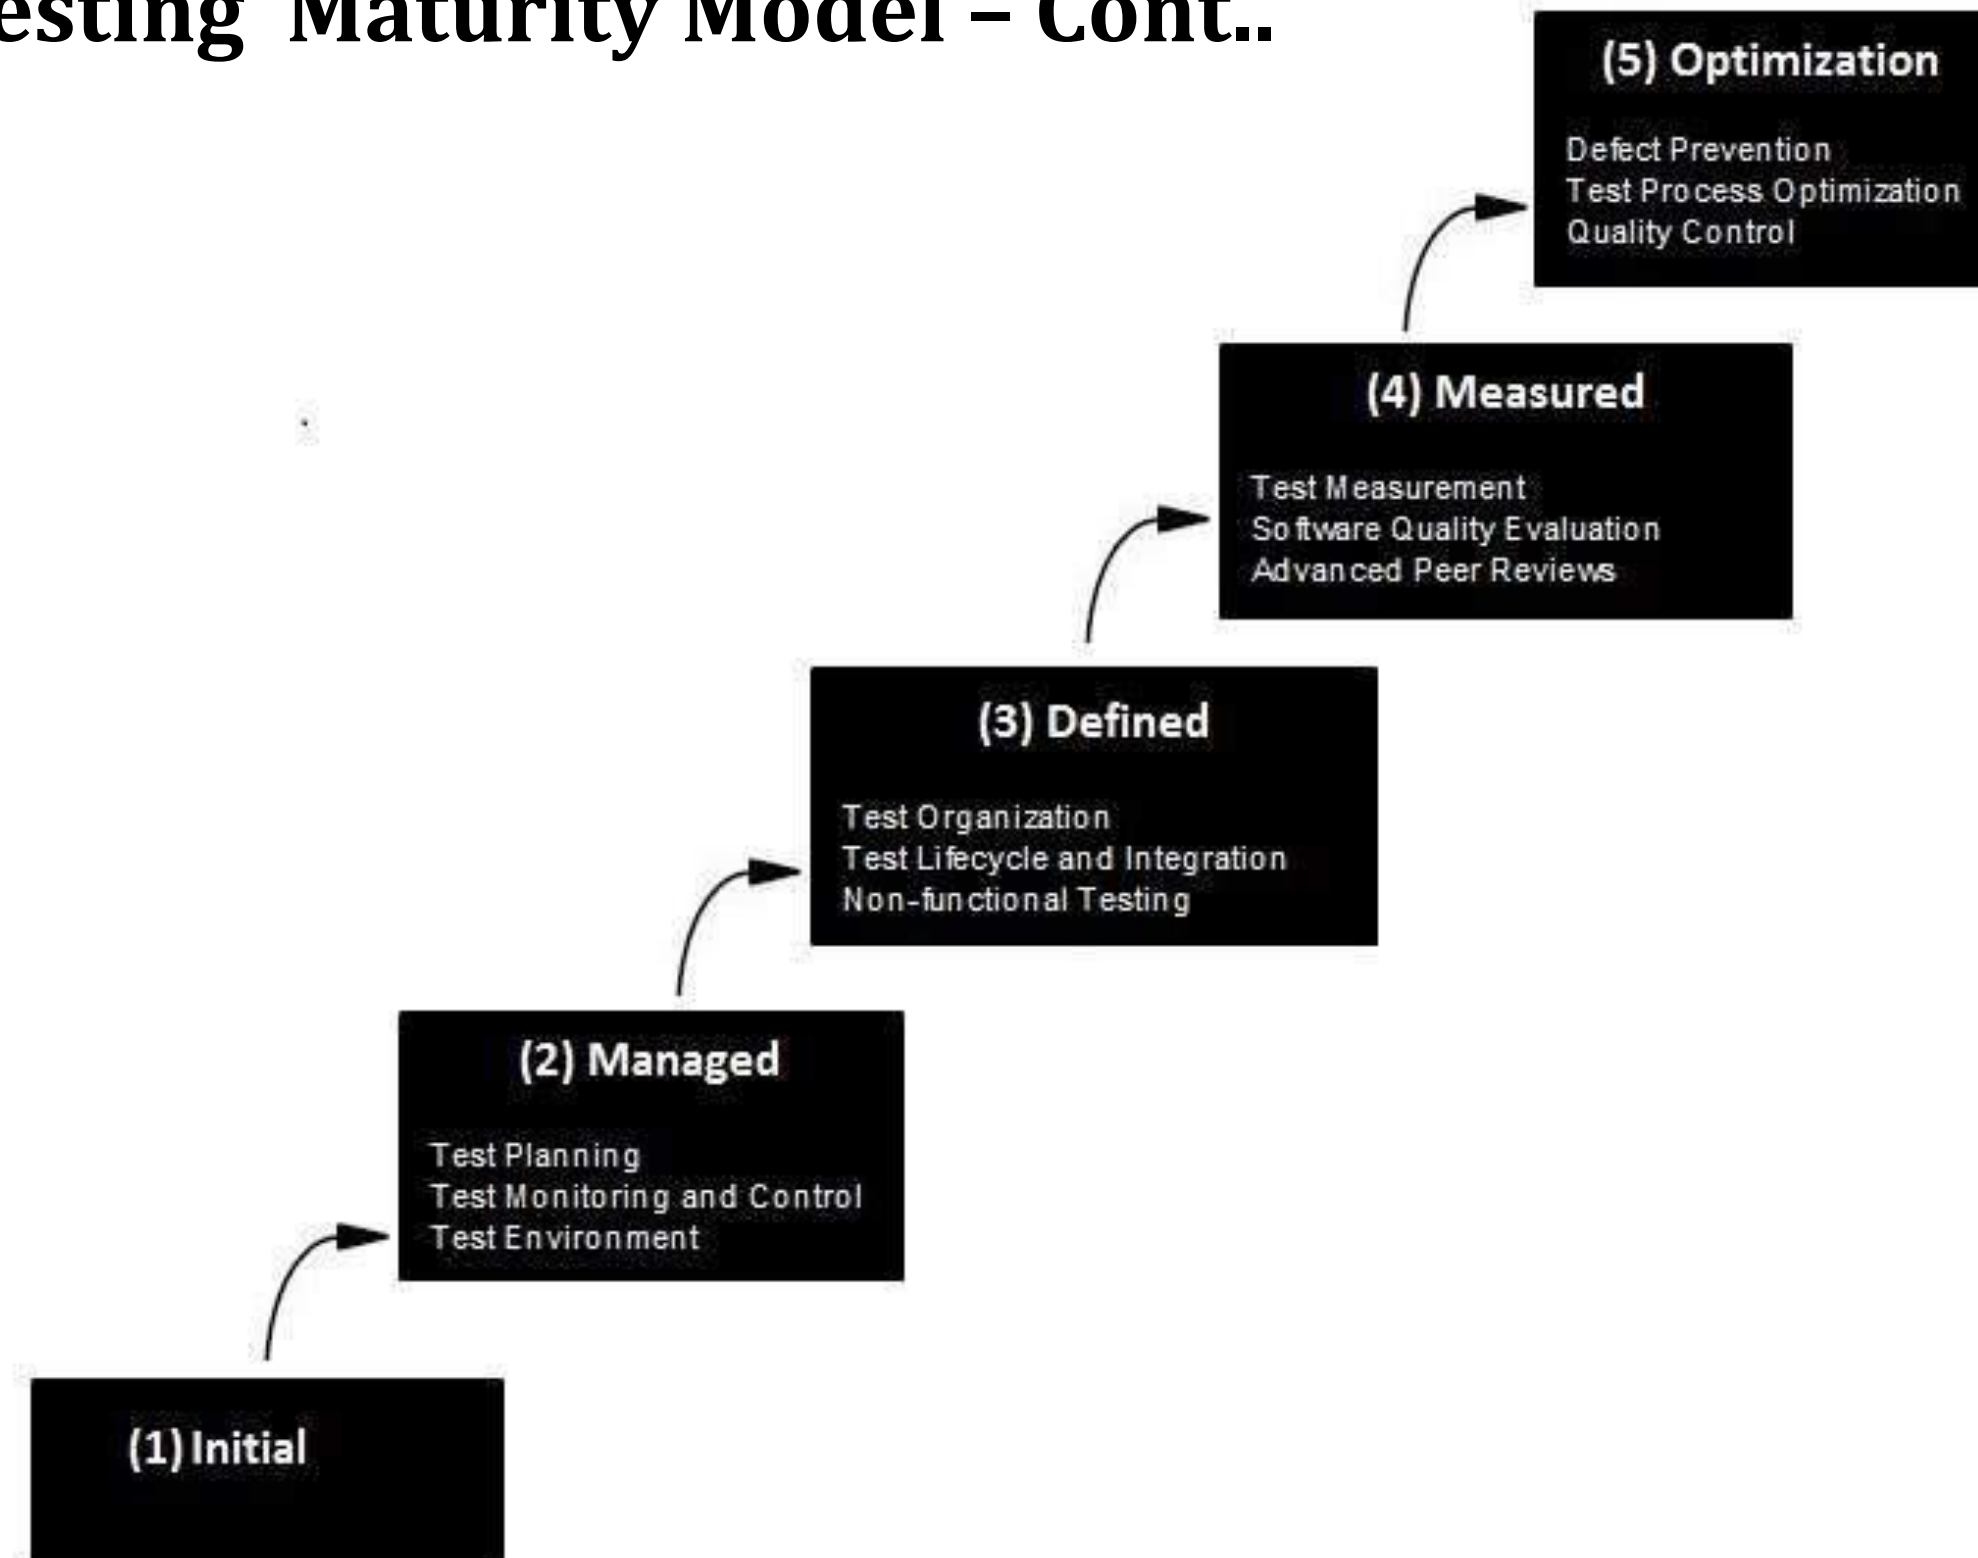 esting Maturity Model – Cont..
(5) Optimization
Defect Prevention
Test Process Optimization
Quality Control
(4) Measured
Test Measurement
Software Quality Evaluation
Advanced Peer Reviews
(3) Defined
Test Organization
Test Lifecycle and Integration
Non-functional Testing
(2) Managed
Test Planning
Test Monitoring and Control
Test Environment
(1) Initial